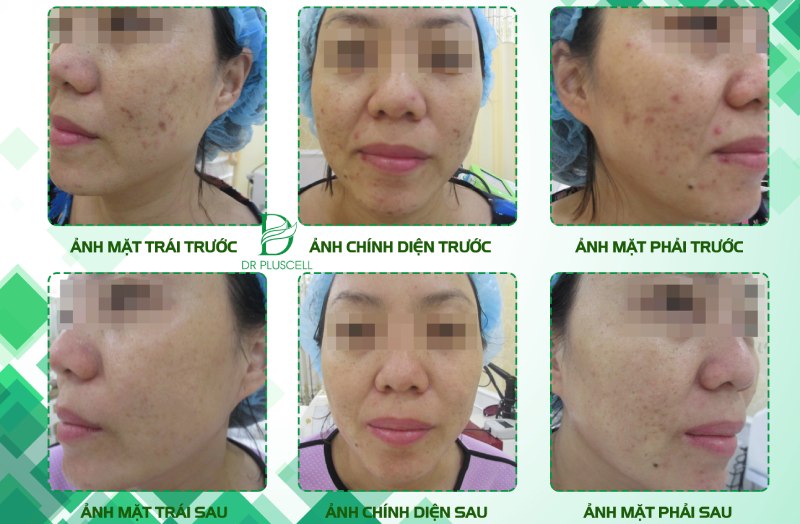 ẢNH MẶT TRÁI TRƯỚC
ẢNH CHÍNH DIỆN TRƯỚC
ẢNH MẶT PHẢI TRƯỚC
DR PLUSCELL
ẢNH MẶT TRÁI SAU
ẢNH CHÍNH DIỆN SAU
ẢNH MẶT PHẢI SAU